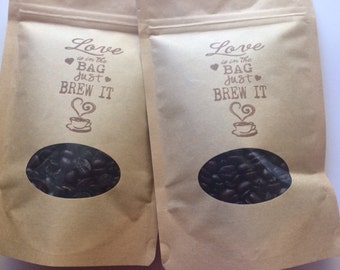 Love
is in the
BAG
Just
BREW IT
Love
is in the
BAG
Just
BREW IT